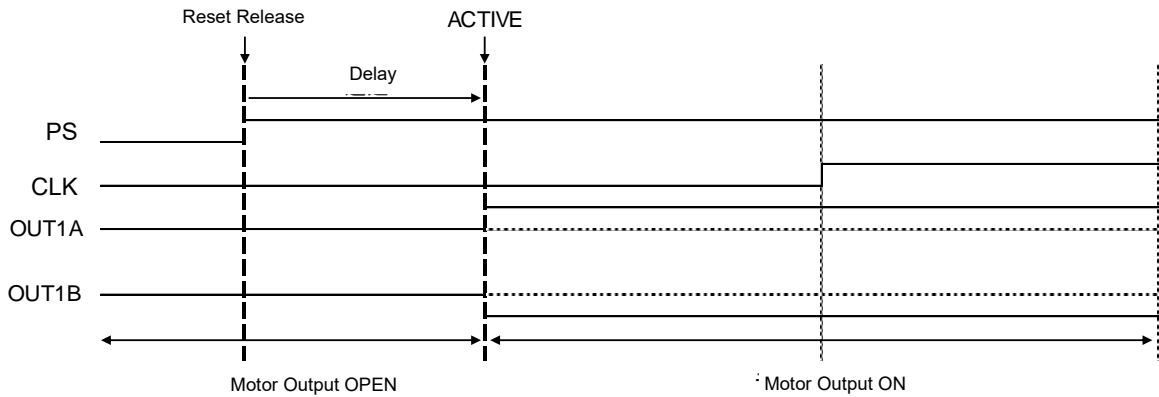 Reset Release
ACTIVE
Delay
PS
CLK
OUT1A
OUT1B
Motor Output OPEN
Motor Output ON